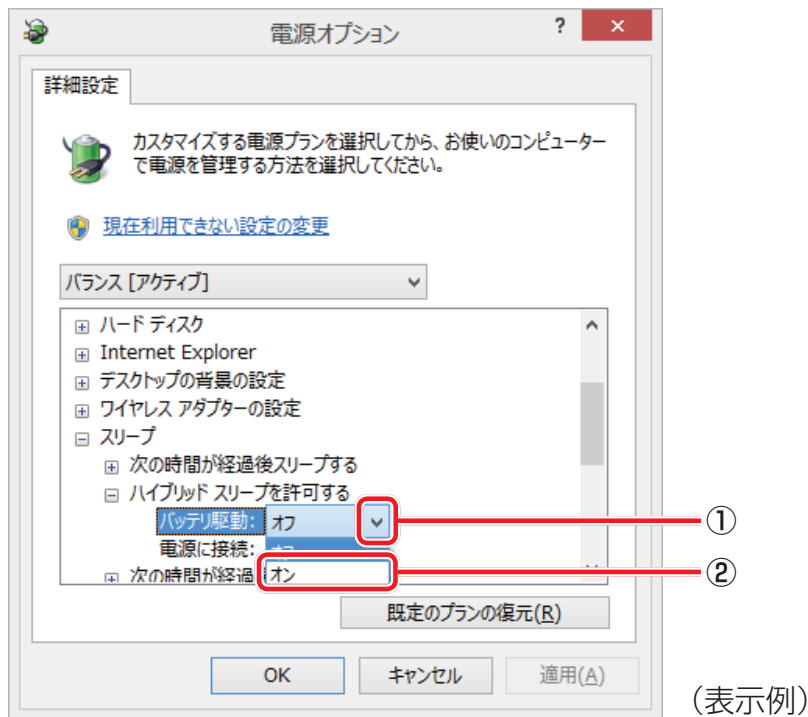 電源オプション
? ×
詳細設定
カスタマイズする電源プランを選択してから、お使いのコンピューター
で電源を管理する方法を選択してください。
現在利用できない設定の変更
バランス [アクティブ]
ハード ディスク
Internet Explorer
デスクトップの背景の設定
ワイヤレス アダプターの設定
スリープ
次の時間が経過後スリープする
ハイブリッド スリープを許可する
バッテリ駆動: オフ
①
電源に接続: オフ
次の時間が経過 オン
②
既定のプランの復元(R)
OK キャンセル 適用(A)
(表示例)